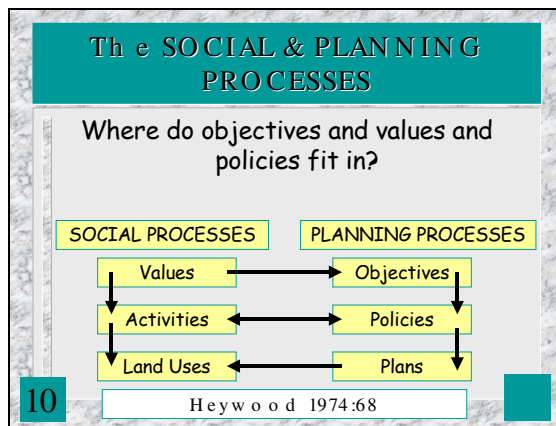 The SOCIAL & PLANNING
PROCESSES
Where do objectives and values and
policies fit in?
SOCIAL PROCESSES PLANNING PROCESSES
Values Objectives
Activities Policies
Land Uses Plans
10 Heywood 1974:68